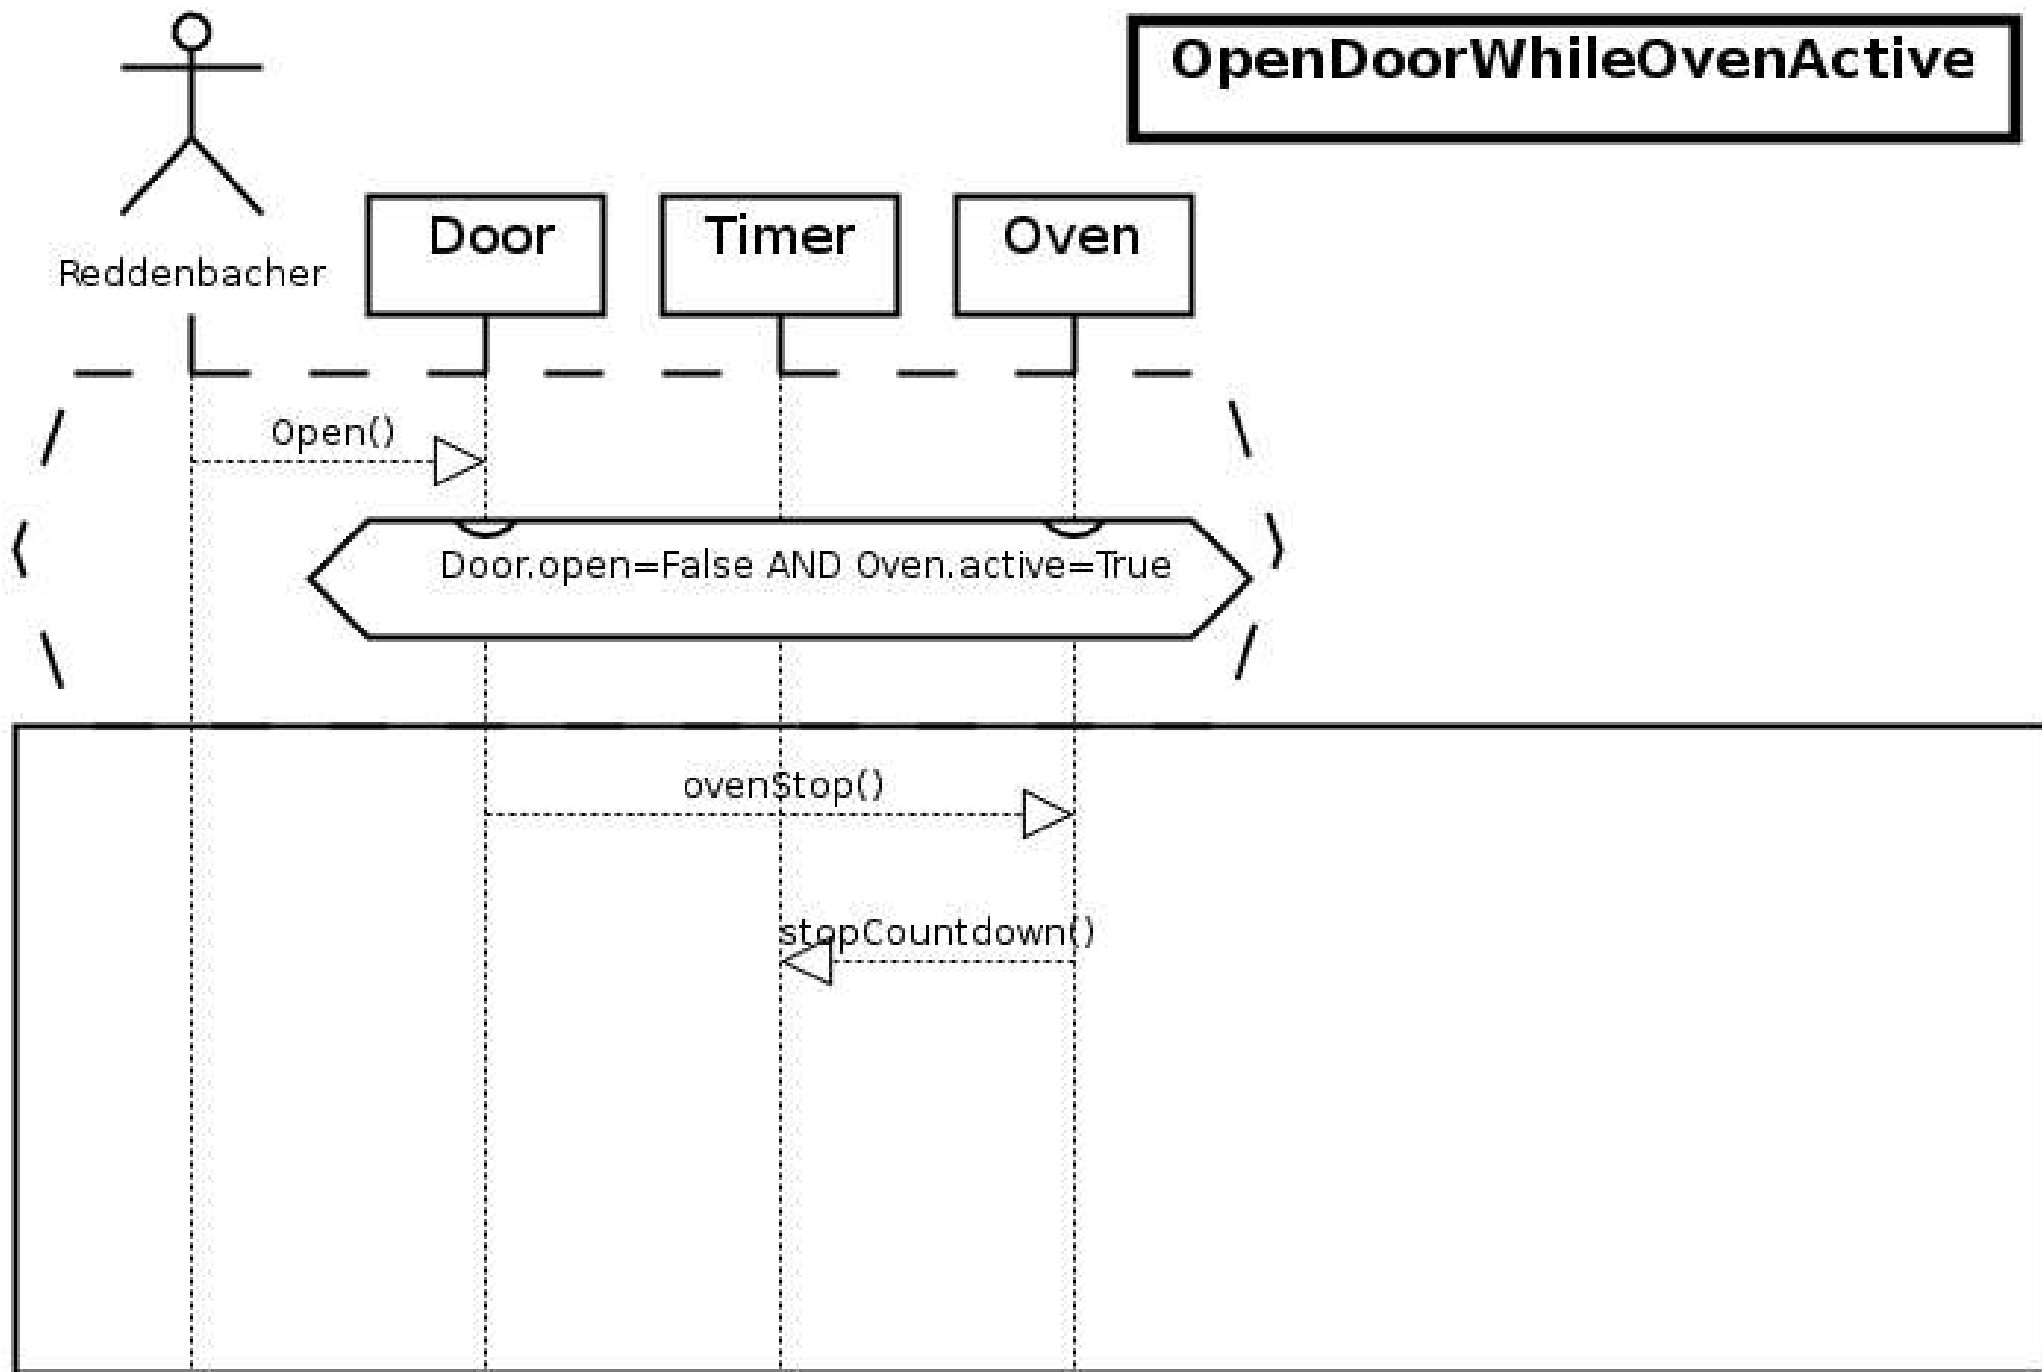 OpenDoorWhileOvenActive
Door
Timer
Oven
Reddenbacher
Open()
Door.open=False AND Oven.active=True
ovenStop()
stopCountdown()